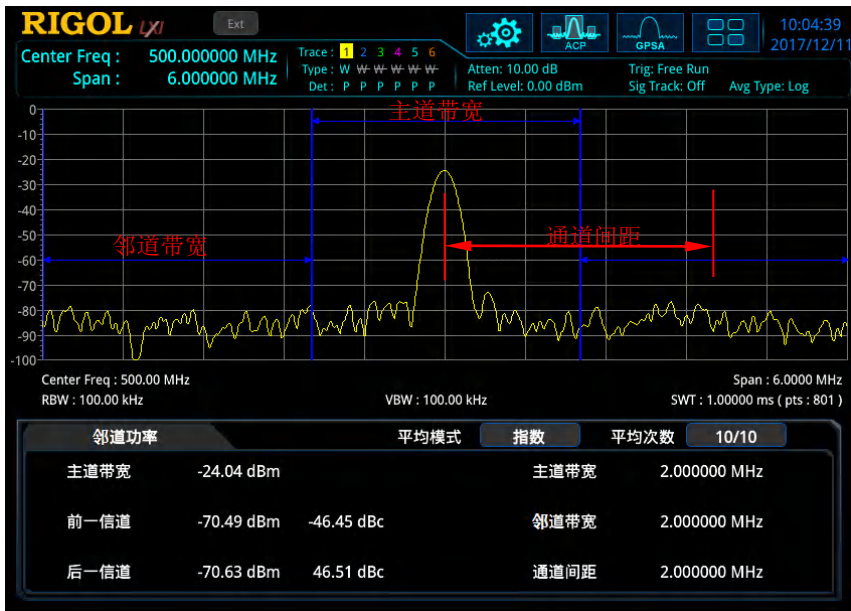 RIGOL LXI Ext 10:04:39
ACP GPSA 2017/12/11
Center Freq : 500.000000 MHz
Span : 6.000000 MHz
Trace : 1 2 3 4 5 6
Type : W W W W W W
Det : P P P P P P
Atten: 10.00 dB
Ref Level: 0.00 dBm
Trig: Free Run
Sig Track: Off
Avg Type: Log
主道带宽
邻道带宽
通道间距
0
-10
-20
-30
-40
-50
-60
-70
-80
-90
-100
Center Freq : 500.00 MHz Span : 6.0000 MHz
RBW : 100.00 kHz VBW : 100.00 kHz SWT : 1.00000 ms ( pts : 801 )
邻道功率 平均模式 指数 平均次数 10/10
主道带宽 -24.04 dBm 主道带宽 2.000000 MHz
前一信道 -70.49 dBm -46.45 dBc 邻道带宽 2.000000 MHz
后一信道 -70.63 dBm 46.51 dBc 通道间距 2.000000 MHz